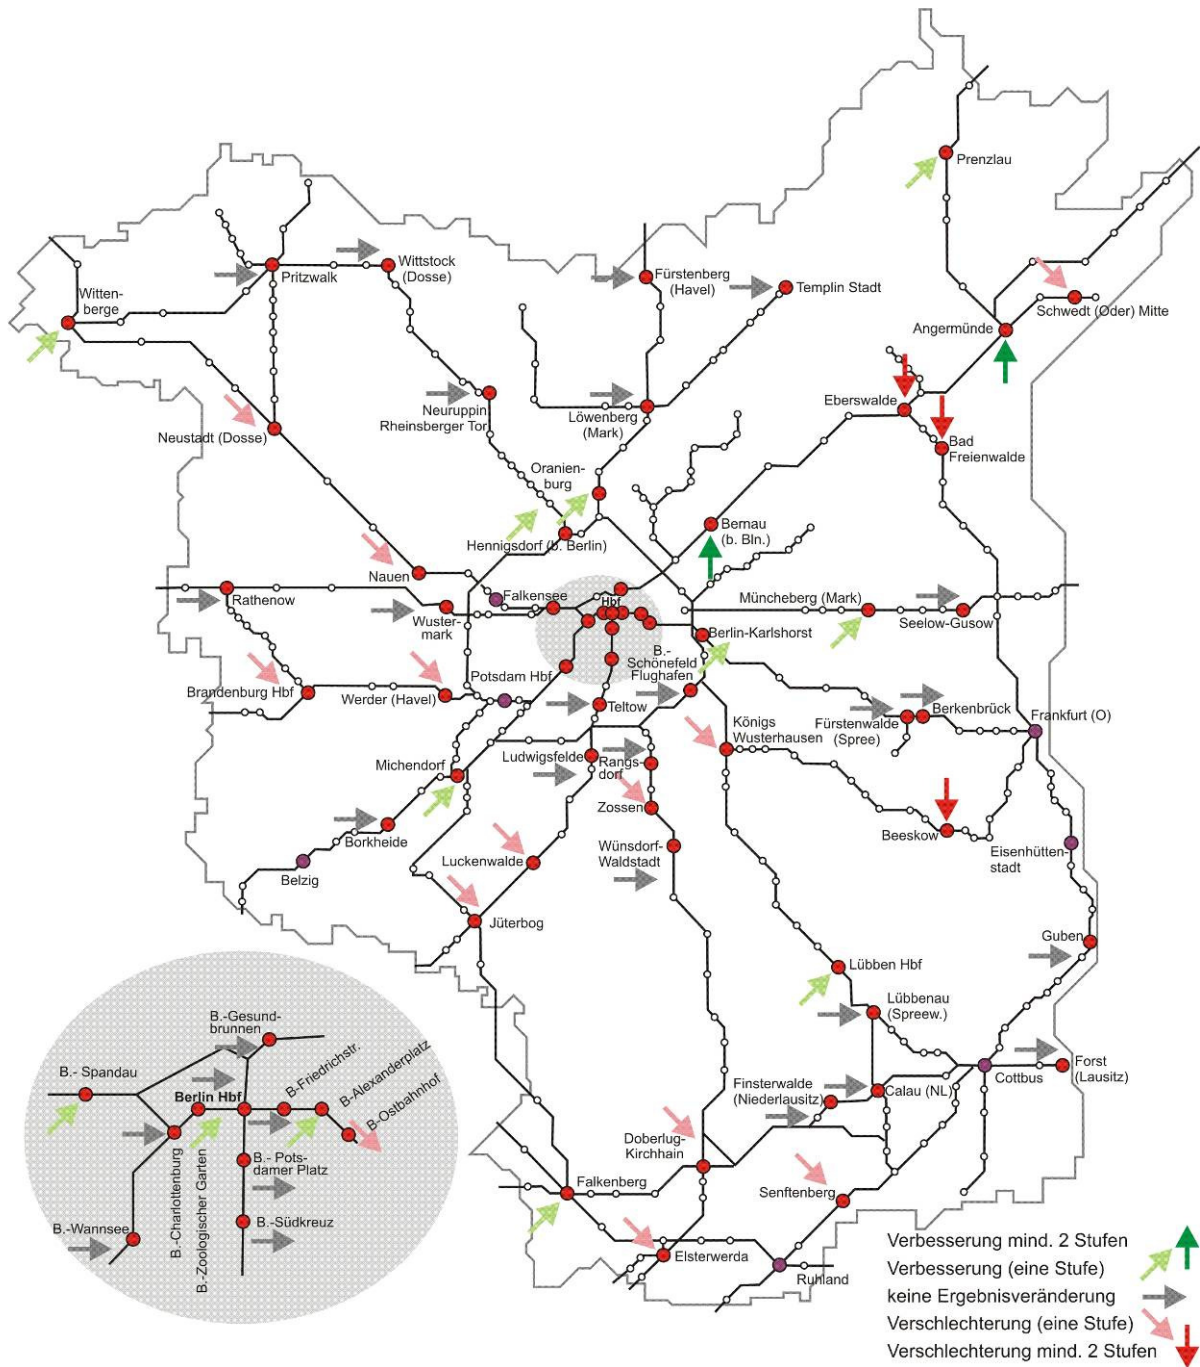 Prenzlau
Wittstock
(Dosse)
Pritzwalk
Fürstenberg
(Havel)
Templin Stadt
Witten-
berge
Schwedt (Oder) Mitte
Angermünde
Eberswalde
Neuruppin
Rheinsberger Tor
Löwenberg
(Mark)
Neustadt (Dosse)
Bad
Freienwalde
Oranien-
burg
Bernau
(b. Bln.)
Hennigsdorf (b. Berlin)
Nauen
Rathenow
Falkensee
Hbf
Müncheberg (Mark)
Wuster-
mark
Seelow-Gusow
Berlin-Karlshorst
B.-
Schönefeld
Flughafen
Potsdam Hbf
Brandenburg Hbf
Werder (Havel)
Teltow
Berkenbrück
Fürstenwalde
(Spree)
Frankfurt (O)
Königs
Wusterhausen
Michendorf
Ludwigsfelde
Rangs-
dorf
Zossen
Borkheide
Beeskow
Wünsdorf-
Waldstadt
Eisenhütten-
stadt
Luckenwalde
Belzig
Jüterbog
Guben
Lübben Hbf
Lübbenau
(Spreew.)
B.-Gesund-
brunnen
B-Friedrichstr.
B-Alexanderplatz
B.- Spandau
Berlin Hbf
B-Ostbahnhof
Forst
(Lausitz)
Cottbus
Finsterwalde
(Niederlausitz)
Calau (NL)
Doberlug-
Kirchhain
B.- Pots-
damer Platz
B.-Charlottenburg
B.-Zoologischer Garten
Falkenberg
Senftenberg
B.-Wannsee
B.-Südkreuz
Elsterwerda
Ruhland
Verbesserung mind. 2 Stufen
Verbesserung (eine Stufe)
keine Ergebnisveränderung
Verschlechterung (eine Stufe)
Verschlechterung mind. 2 Stufen